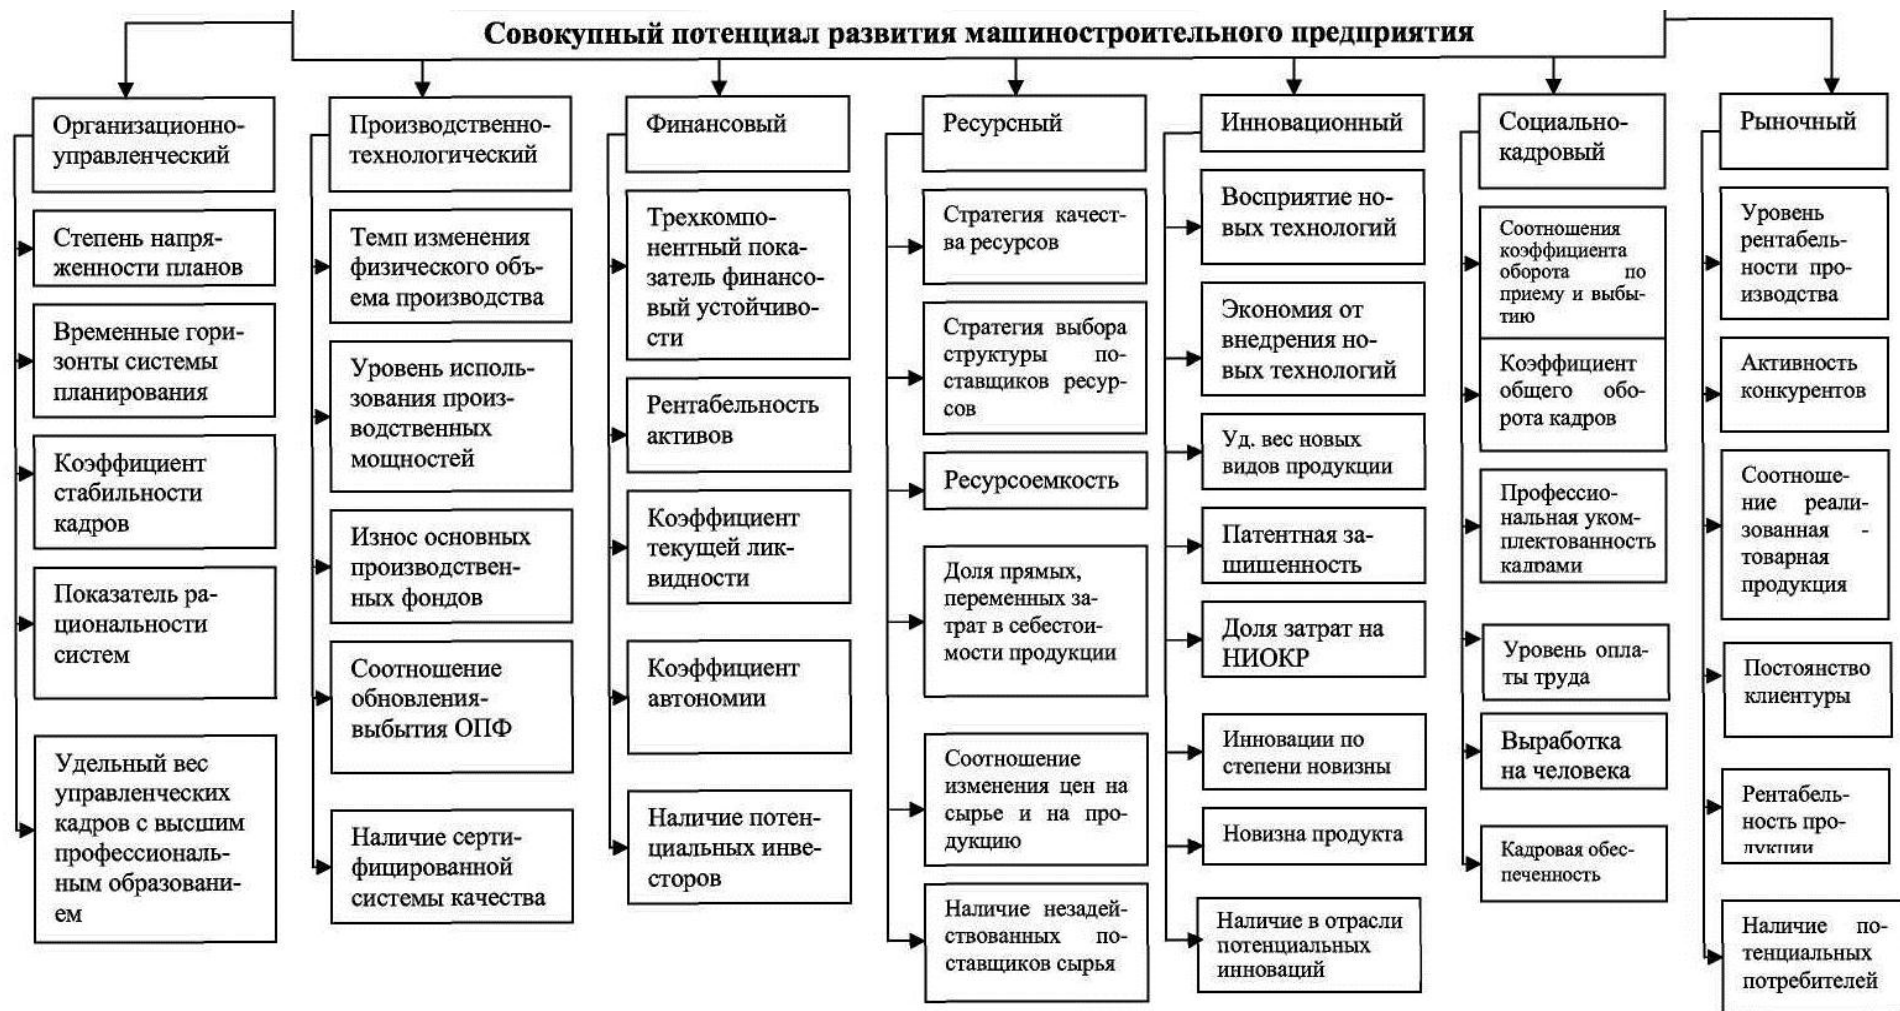 Совокупный потенциал развития машиностроительного предприятия
Организационно-
управленческий
Степень напря-
женности планов
Временные гори-
зонты системы
планирования
Коэффициент
стабильности
кадров
Показатель ра-
циональности
систем
Удельный вес
управленческих
кадров с высшим
профессиональ-
ным образовани-
ем
Производственно-
технологический
Темп изменения
физического объ-
ема производства
Уровень исполь-
зования произ-
водственных
мощностей
Износ основных
производствен-
ных фондов
Соотношение
обновления-
выбытия ОПФ
Наличие серти-
фицированной
системы качества
Финансовый
Трехкомпо-
нентный пока-
затель финансо-
вый устойчиво-
сти
Рентабельность
активов
Коэффициент
текущей лик-
видности
Коэффициент
автономии
Наличие потен-
циальных инве-
сторов
Ресурсный
Стратегия качест-
ва ресурсов
Стратегия выбора
структуры по-
ставщиков ресур-
сов
Ресурсоемкость
Доля прямых,
переменных за-
трат в себестои-
мости продукции
Соотношение
изменения цен на
сырье и на про-
дукцию
Наличие незадей-
ствованных по-
ставщиков сырья
Инновационный
Восприятие но-
вых технологий
Экономия от
внедрения но-
вых технологий
Уд. вес новых
видов продукции
Патентная за-
шишенность
Доля затрат на
НИОКР
Инновации по
степени новизны
Новизна продукта
Наличие в отрасли
потенциальных
инноваций
Социально-
кадровый
Соотношения
коэффициента
оборота по
приему и выбы-
тию
Коэффициент
общего обо-
рота кадров
Профессио-
нальная уком-
плектованность
кадрами
Уровень опла-
ты труда
Выработка
на человека
Кадровая обес-
печенность
Рыночный
Уровень
рентабель-
ности про-
изводства
Активность
конкурентов
Соотноше-
ние реали-
зованная -
товарная
продукция
Постоянство
клиентуры
Рентабель-
ность про-
дукции
Наличие по-
тенциальных
потребителей